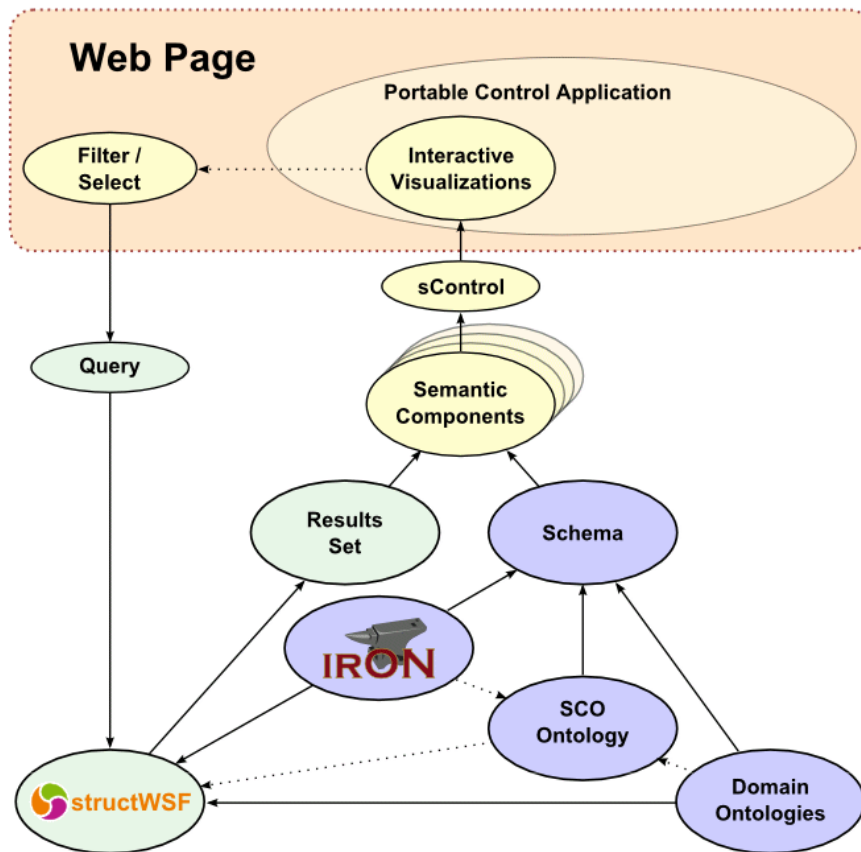 Web Page
Portable Control Application
Filter /
Select
Interactive
Visualizations
sControl
Query
Semantic
Components
Results
Set
Schema
IRON
SCO
Ontology
structWSF
Domain
Ontologies